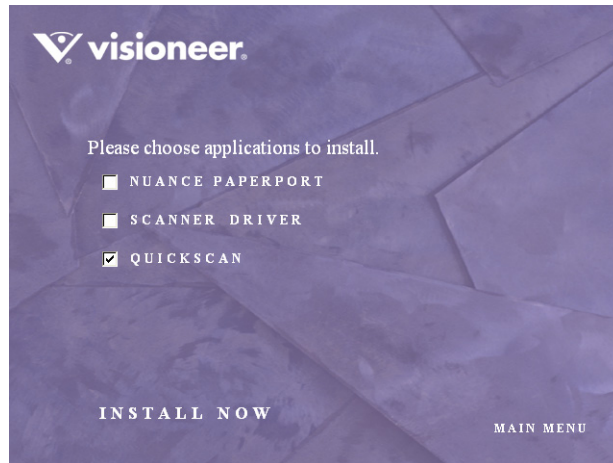 visioneer®
Please choose applications to install.
NUANCE PAPERPORT
SCANNER DRIVER
QUICKSCAN
INSTALL NOW
MAIN MENU